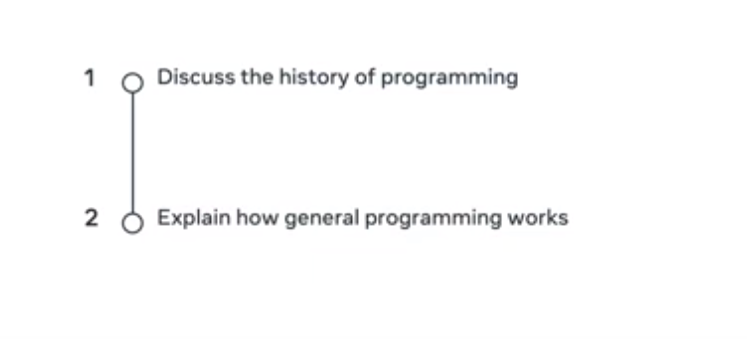 1 Discuss the history of programming
2 Explain how general programming works